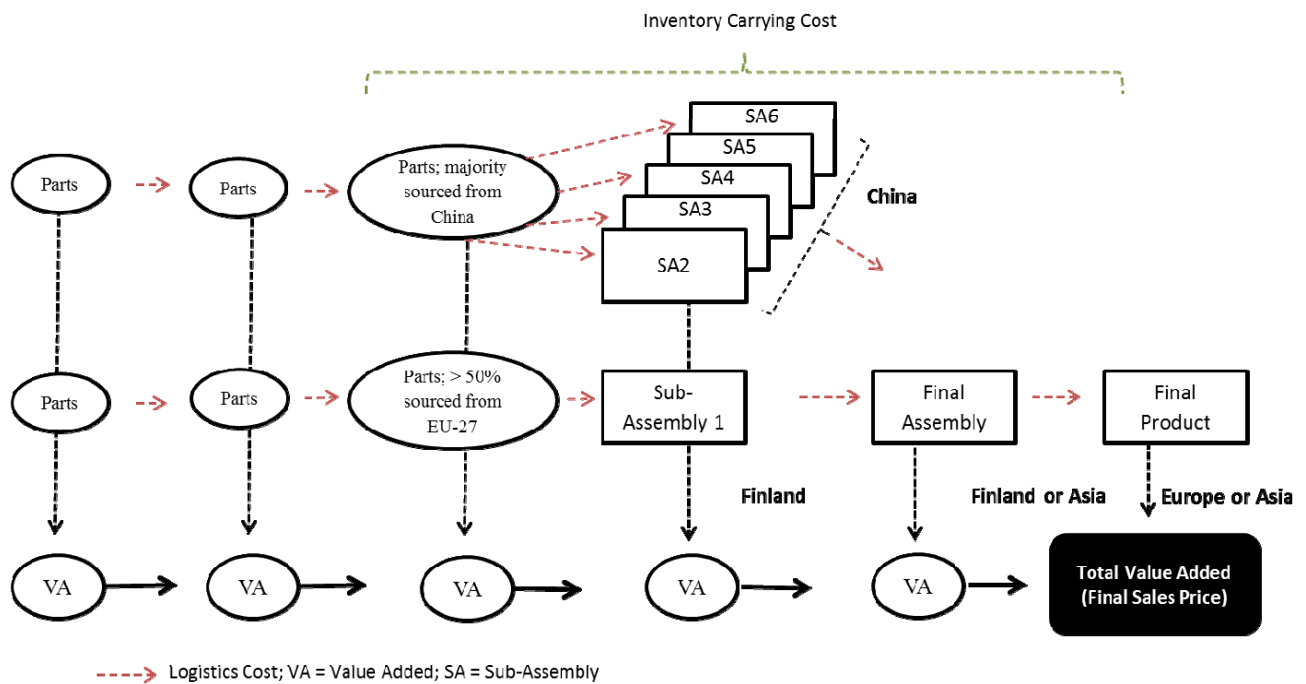 Inventory Carrying Cost
SA6
SA5
SA4
SA3
SA2
China
Parts
Parts
Parts; majority
sourced from
China
Parts
Parts
Parts; > 50%
sourced from
EU-27
Sub-
Assembly 1
Final
Assembly
Final
Product
Finland
Finland or Asia
Europe or Asia
VA
VA
VA
VA
VA
Total Value Added
(Final Sales Price)
Logistics Cost; VA = Value Added; SA = Sub-Assembly